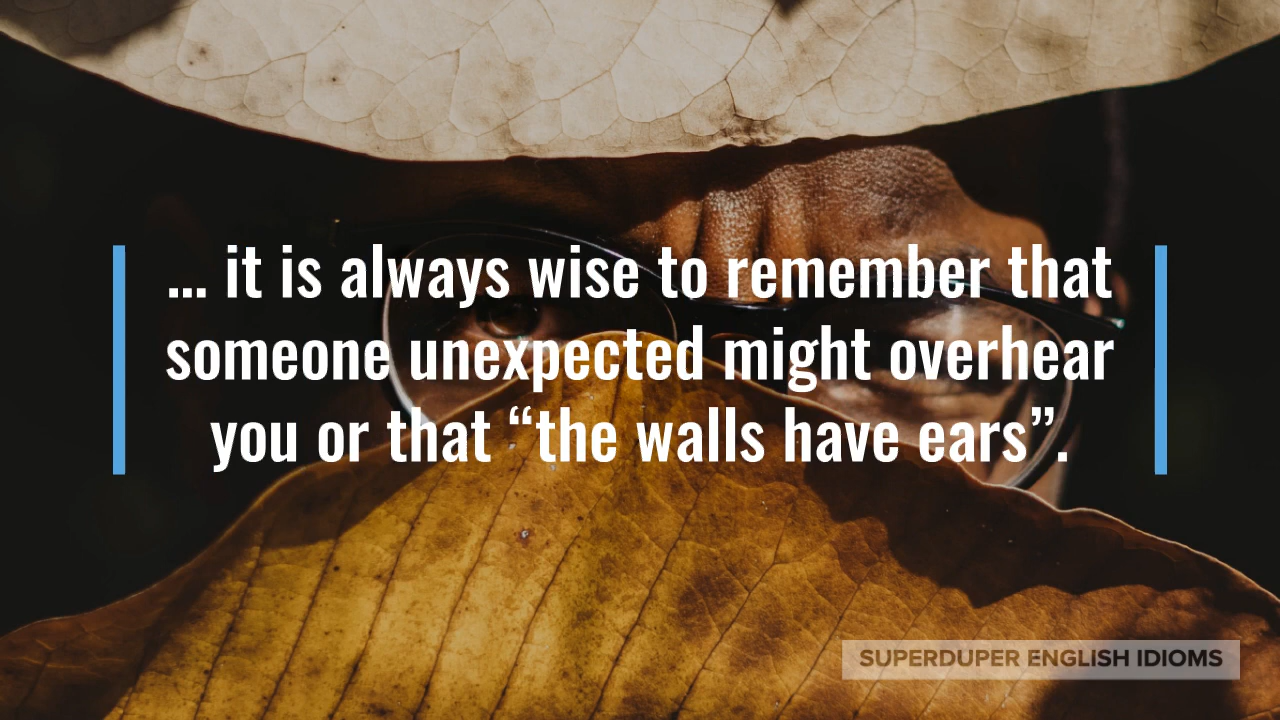 ... it is always wise to remember that
someone unexpected might overhear
you or that “the walls have ears”.
SUPERDUPER ENGLISH IDIOMS